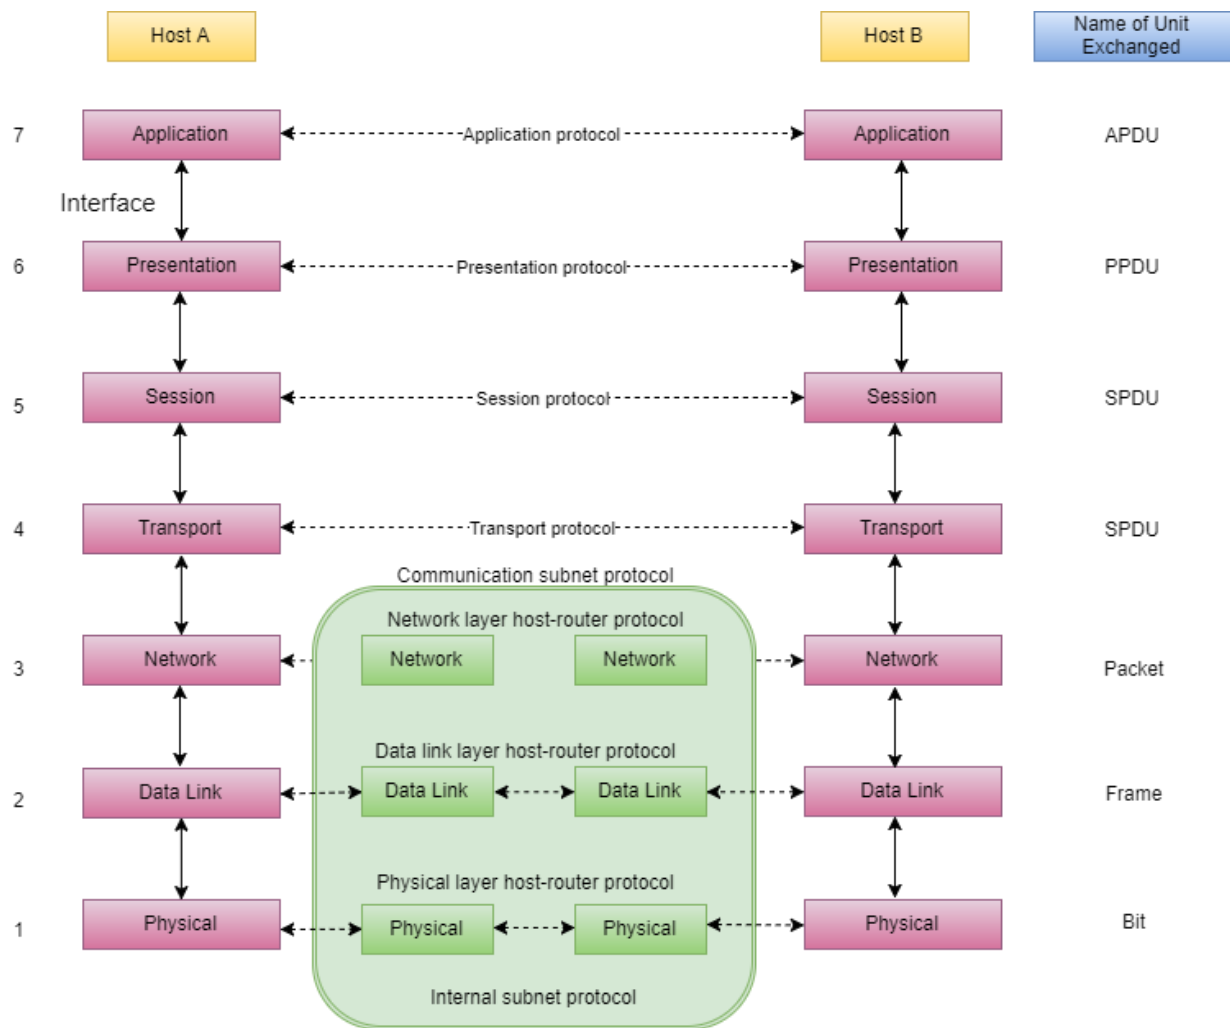 Host A
Host B
Name of Unit
Exchanged
7
Application
Application protocol
Application
APDU
Interface
6
Presentation
Presentation protocol
Presentation
PPDU
5
Session
Session protocol
Session
SPDU
4
Transport
Transport protocol
Transport
SPDU
Communication subnet protocol
Network layer host-router protocol
3
Network
Network
Network
Network
Packet
Data link layer host-router protocol
2
Data Link
Data Link
Data Link
Data Link
Frame
Physical layer host-router protocol
1
Physical
Physical
Physical
Physical
Bit
Internal subnet protocol